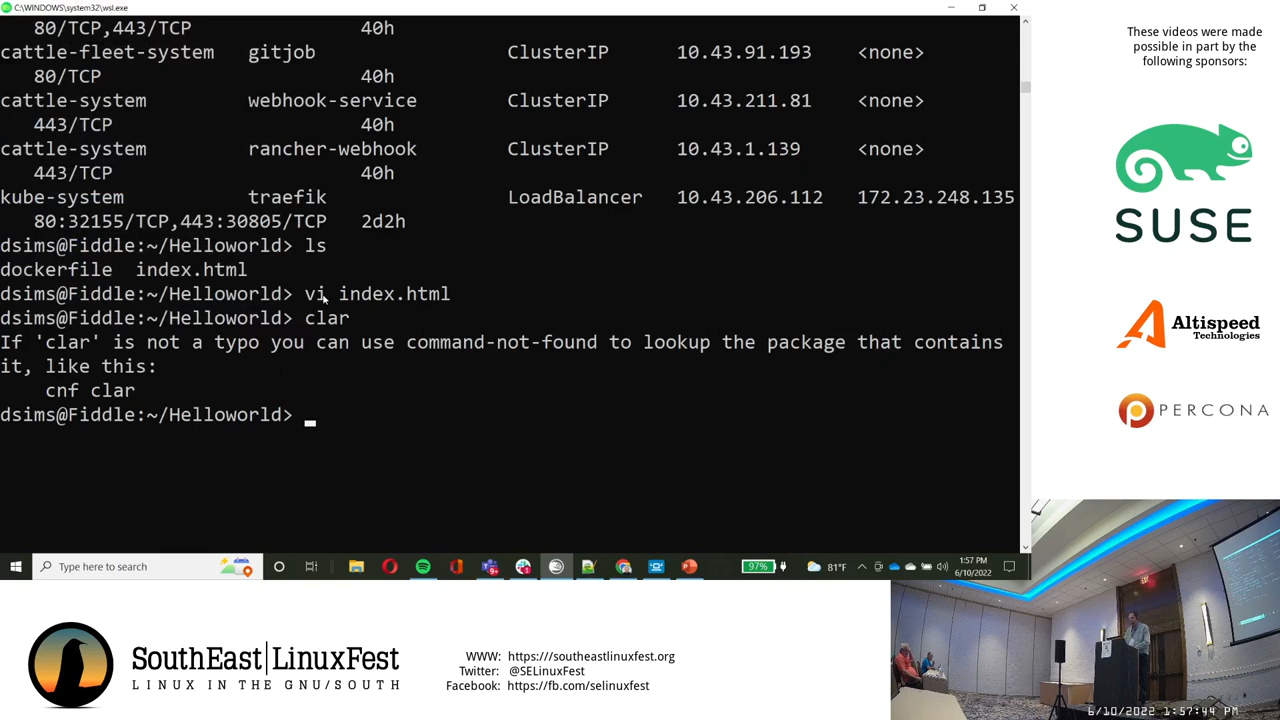 C:\WINDOWS\system32\wsl.exe
80/TCP,443/TCP 40h
cattle-fleet-system gitjob ClusterIP 10.43.91.193 <none>
80/TCP 40h
cattle-system webhook-service ClusterIP 10.43.211.81 <none>
443/TCP 40h
cattle-system rancher-webhook ClusterIP 10.43.1.139 <none>
443/TCP 40h
kube-system traefik LoadBalancer 10.43.206.112 172.23.248.135
80:32155/TCP,443:30805/TCP 2d2h
dsims@Fiddle:~/Helloworld> ls
dockerfile index.html
dsims@Fiddle:~/Helloworld> vi index.html
dsims@Fiddle:~/Helloworld> clar
If 'clar' is not a typo you can use command-not-found to lookup the package that contains
it, like this:
cnf clar
dsims@Fiddle:~/Helloworld>
Type here to search
97%
81°F
1:57 PM
6/10/2022
These videos were made
possible in part by the
following sponsors:
SUSE
Altispeed
Technologies
PERCONA
SouthEast LinuxFest
LINUX IN THE GNU/SOUTH
WWW: https:///southeastlinuxfest.org
Twitter: @SELinuxFest
Facebook: https://fb.com/selinuxfest
6/10/2022 1:57:44 PM